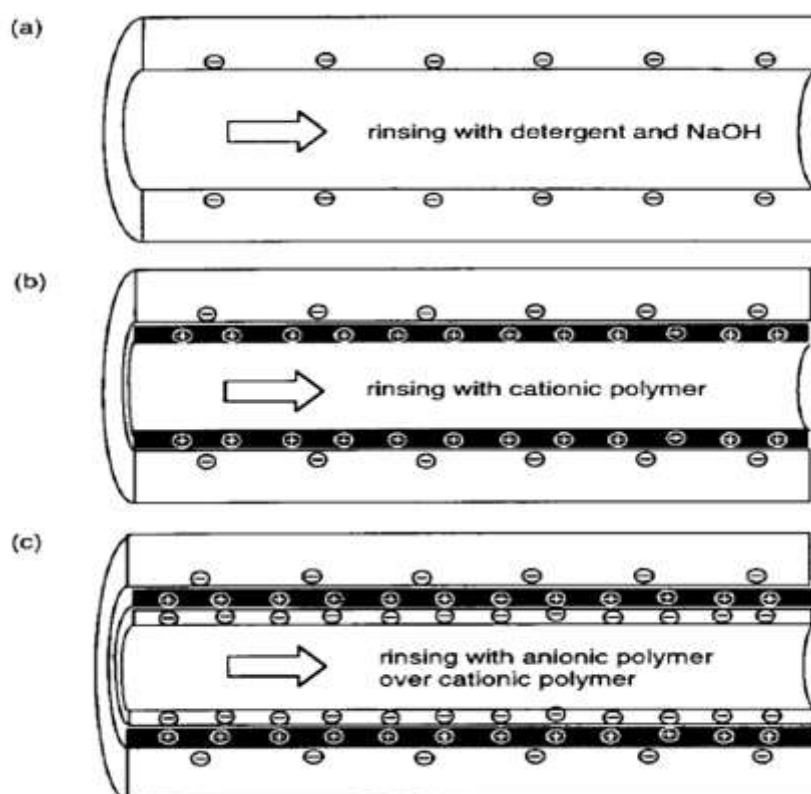 (a)
rinsing with detergent and NaOH
(b)
rinsing with cationic polymer
(c)
rinsing with anionic polymer
over cationic polymer